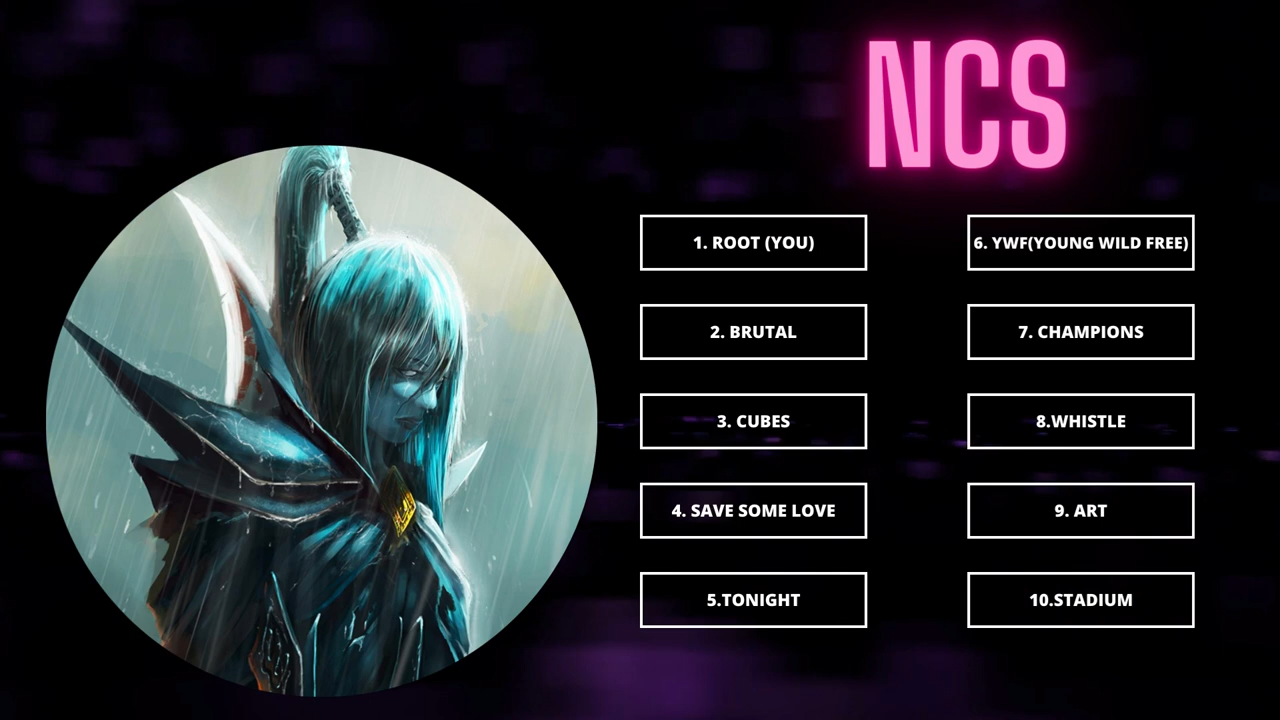 NCS
1. ROOT (YOU)
2. BRUTAL
3. CUBES
4. SAVE SOME LOVE
5.TONIGHT
6. YWF(YOUNG WILD FREE)
7. CHAMPIONS
8.WHISTLE
9. ART
10.STADIUM